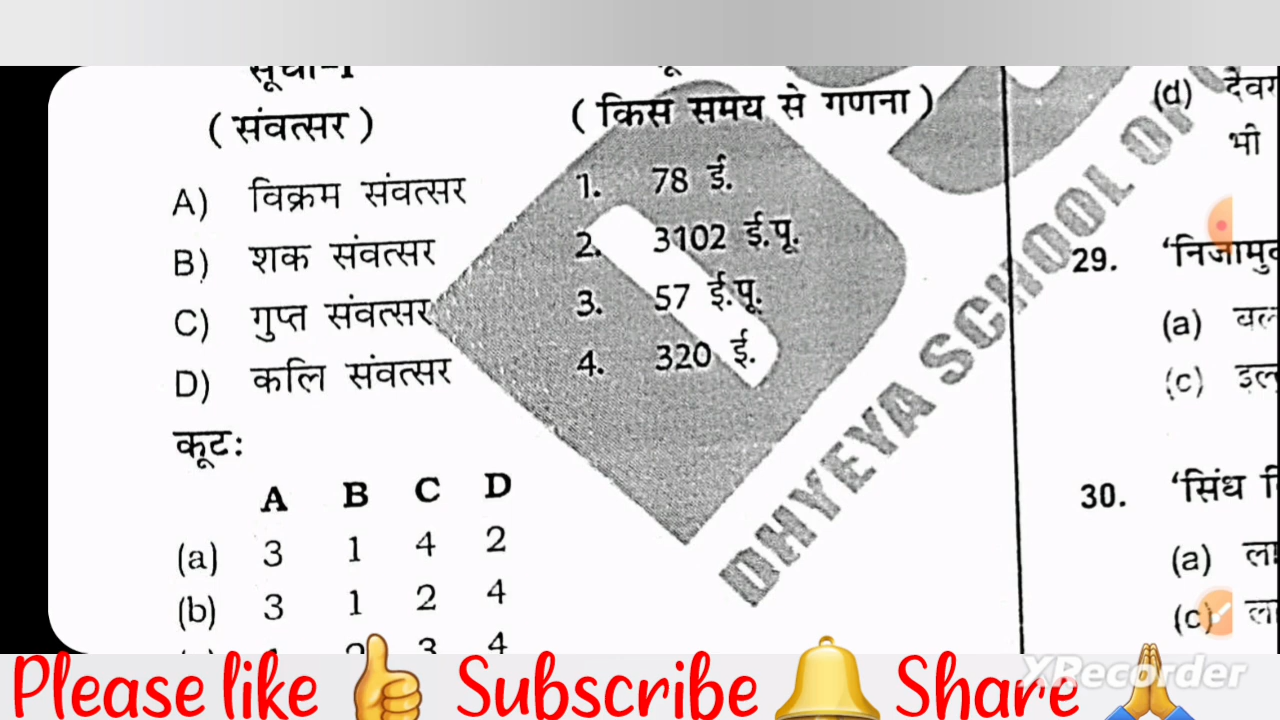 सूची-I
( संवत्सर )
( किस समय से गणना )
A) विक्रम संवत्सर
1. 78 ई.
B) शक संवत्सर
2. 3102 ई.पू.
C) गुप्त संवत्सर
3. 57 ई.पू.
D) कलि संवत्सर
4. 320 ई.
कूट:
A B C D
(a) 3 1 4 2
(b) 3 1 2 4
3 4
(d)
भी
29.
(a)
(c)
30. ‘सिंध
(a)
(c)
DHYEYA SCHOOL OF
Please like Subscribe Share
XRecorder